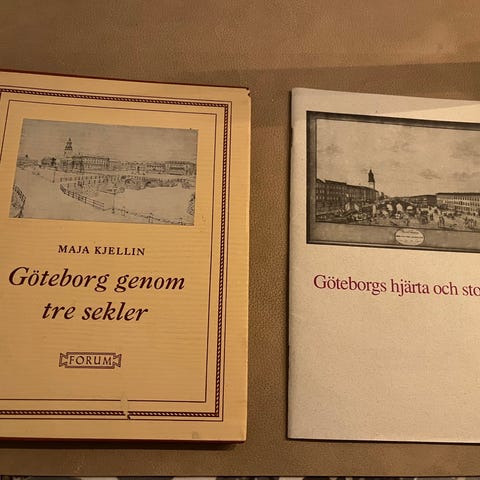 MAJA KJELLIN
Göteborg genom
tre sekler
FORUM
Göteborgs hjärta och sto